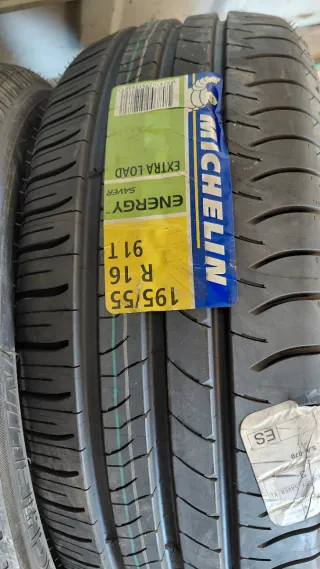 MICHELIN
EXTRA LOAD
ENERGY
SAVER
195/55
R 16
91 T
ES